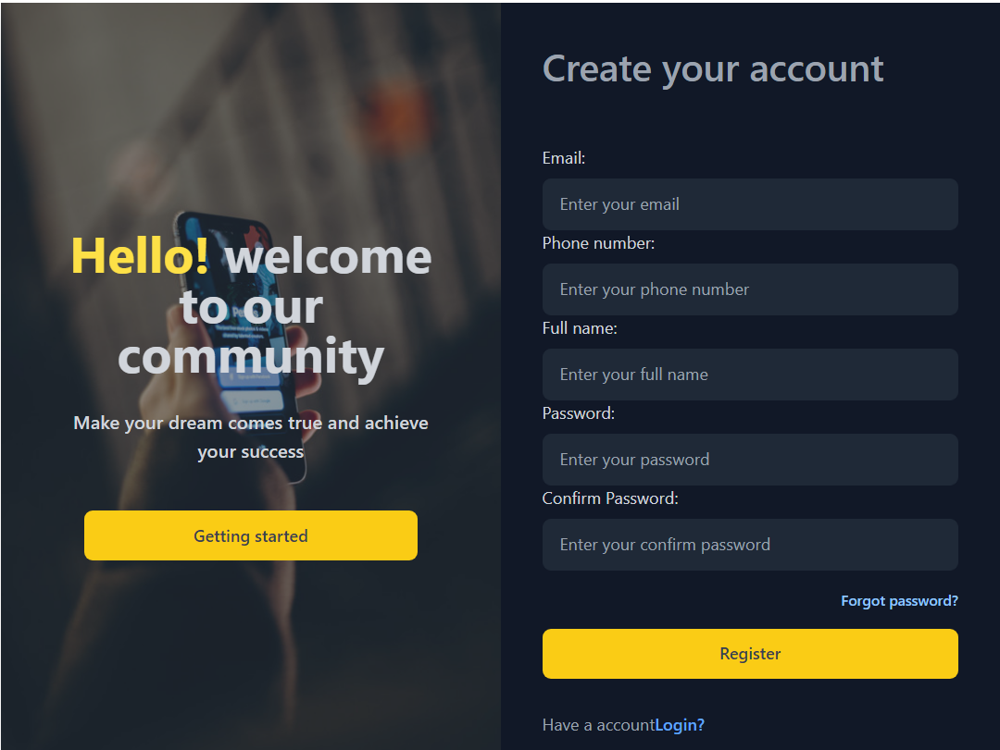 Hello! welcome
to our
community
Make your dream comes true and achieve
your success
Getting started
Create your account
Email:
Enter your email
Phone number:
Enter your phone number
Full name:
Enter your full name
Password:
Enter your password
Confirm Password:
Enter your confirm password
Forgot password?
Register
Have a accountLogin?